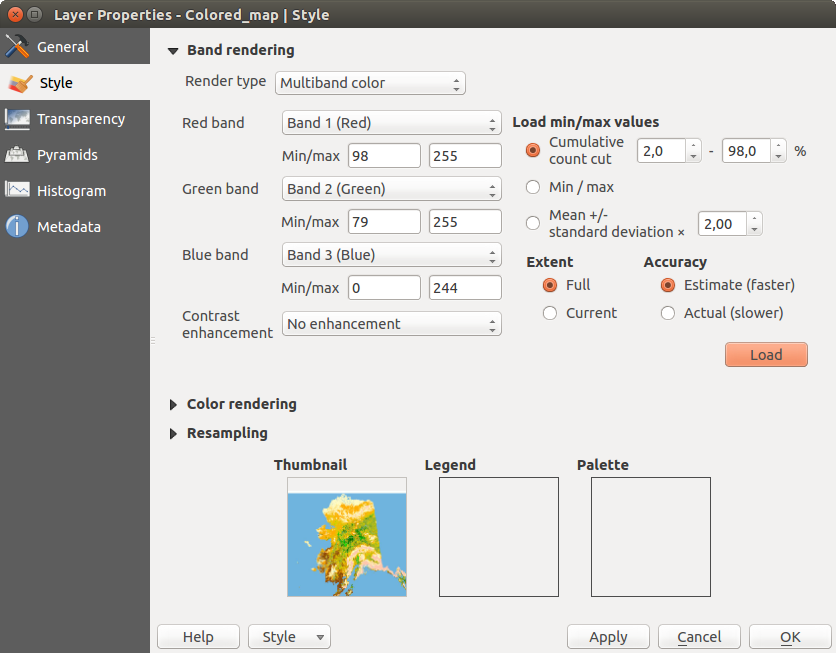 Layer Properties - Colored_map | Style
General
Style
Transparency
Pyramids
Histogram
Metadata
Band rendering
Render type Multiband color
Red band Band 1 (Red)
Min/max 98 255
Green band Band 2 (Green)
Min/max 79 255
Blue band Band 3 (Blue)
Min/max 0 244
Contrast
enhancement No enhancement
Load min/max values
Cumulative
count cut 2,0 - 98,0 %
Min / max
Mean +/-
standard deviation × 2,00
Extent Accuracy
Full Estimate (faster)
Current Actual (slower)
Load
Color rendering
Resampling
Thumbnail Legend Palette
Help Style Apply Cancel OK